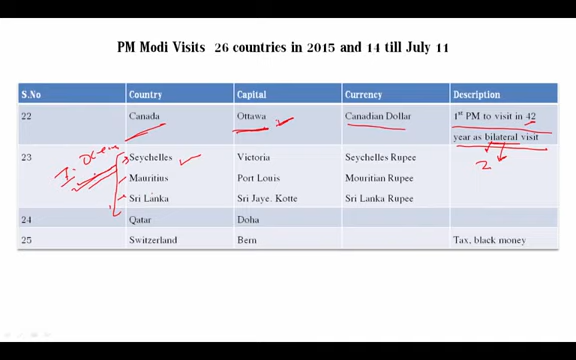 PM Modi Visits 26 countries in 2015 and 14 till July 11
S.No Country Capital Currency Description
22 Canada Ottawa Canadian Dollar 1st PM to visit in 42
year as bilateral visit
I. Ocean
2
23 Seychelles Victoria Seychelles Rupee
Mauritius Port Louis Mouritian Rupee
Sri Lanka Sri Jaye. Kotte Sri Lanka Rupee
24 Qatar Doha
25 Switzerland Bern Tax, black money